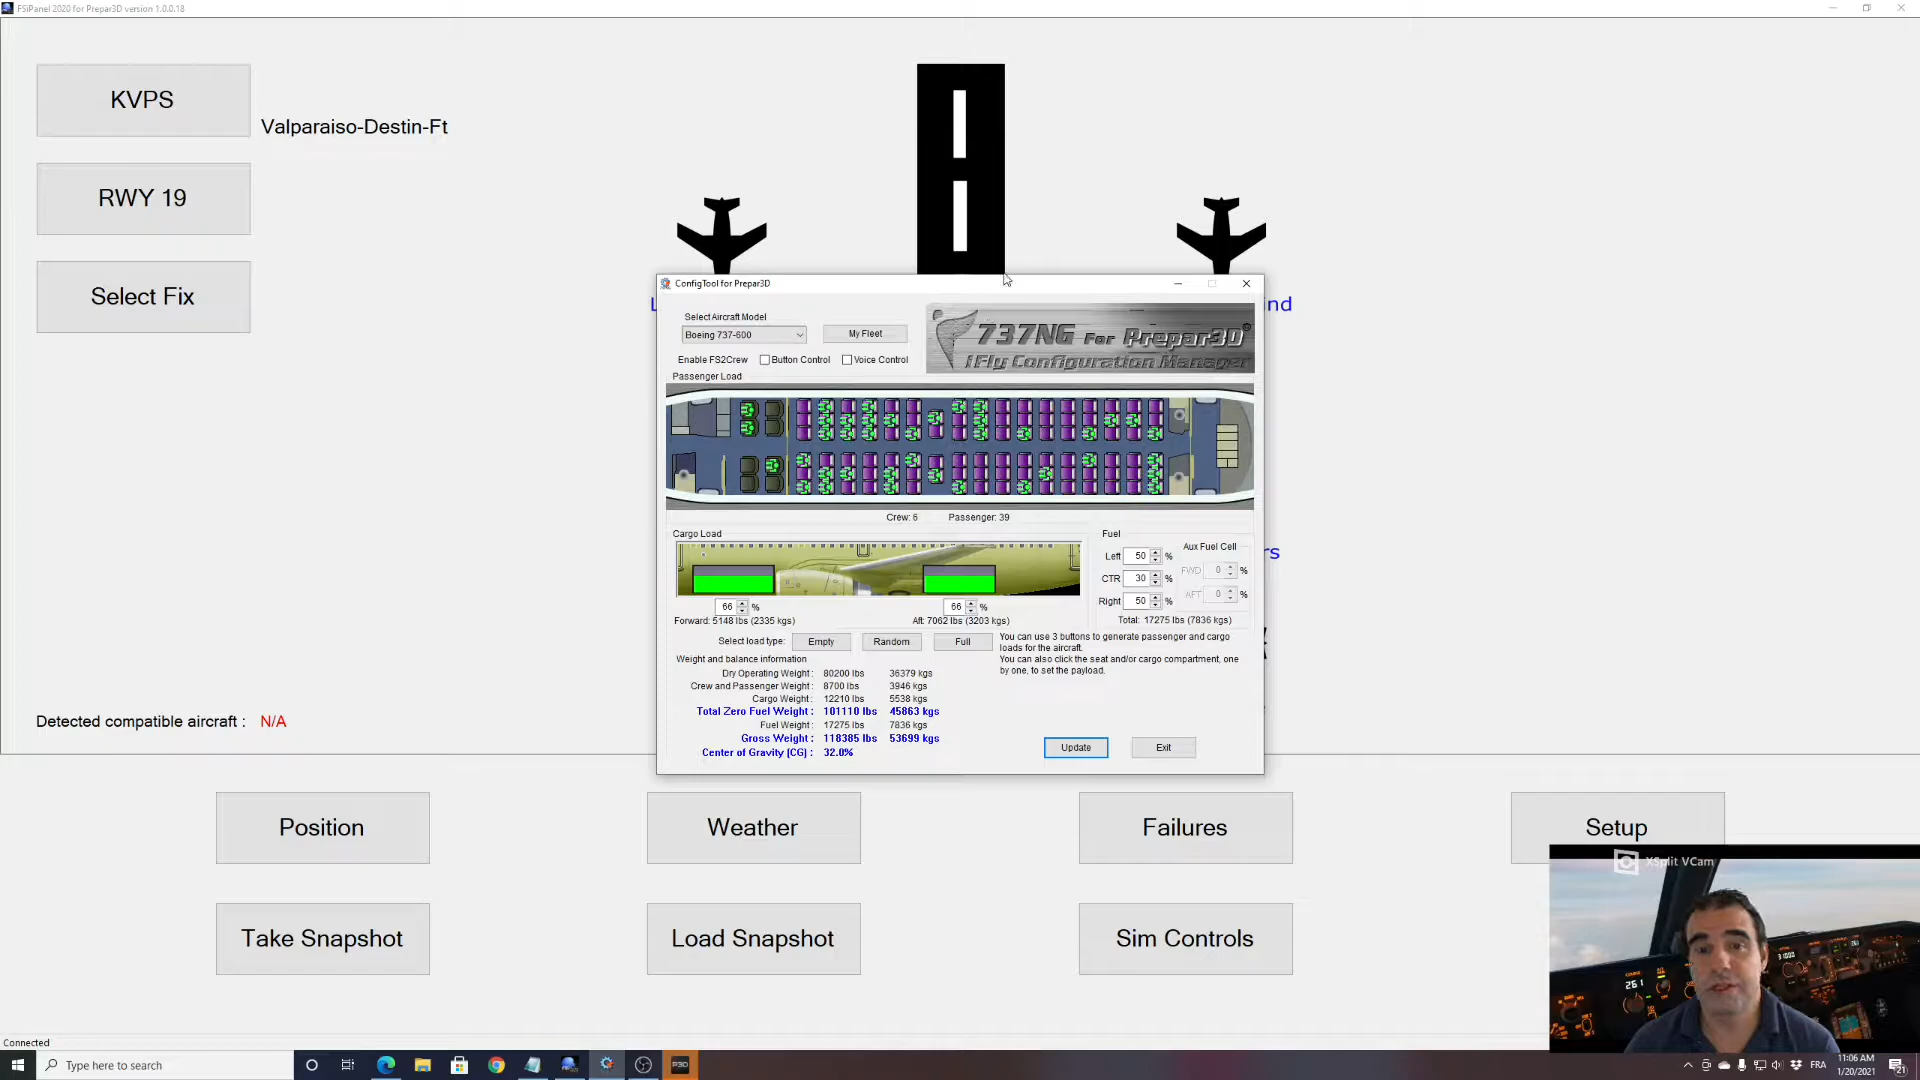 FSiPanel 2020 for Prepar3D version 1.0.0.18
KVPS
Valparaiso-Destin-Ft
RWY 19
Select Fix
ConfigTool for Prepar3D
Select Aircraft Model
Boeing 737-600
My Fleet
Enable FS2Crew
Button Control
Voice Control
737NG For Prepar3D
iFly Configuration Manager
Passenger Load
Crew: 6
Passenger: 39
Cargo Load
66 %
66 %
Forward: 5148 lbs (2335 kgs)
Aft: 7062 lbs (3203 kgs)
Fuel
Left 50 %
CTR 30 %
Right 50 %
Aux Fuel Cell
FWD 0 %
AFT 0 %
Total: 17275 lbs (7836 kgs)
Select load type:
Empty
Random
Full
You can use 3 buttons to generate passenger and cargo
loads for the aircraft.
You can also click the seat and/or cargo compartment, one
by one, to set the payload.
Weight and balance information
Dry Operating Weight : 80200 lbs 36379 kgs
Crew and Passenger Weight : 8700 lbs 3946 kgs
Cargo Weight : 12210 lbs 5538 kgs
Total Zero Fuel Weight : 101110 lbs 45863 kgs
Fuel Weight : 17275 lbs 7836 kgs
Gross Weight : 118385 lbs 53699 kgs
Center of Gravity (CG) : 32.0%
Update
Exit
Detected compatible aircraft : N/A
Position
Weather
Failures
Setup
Take Snapshot
Load Snapshot
Sim Controls
XSplit VCam
261
Connected
Type here to search
P3D
FRA
11:06 AM
1/20/2021
21